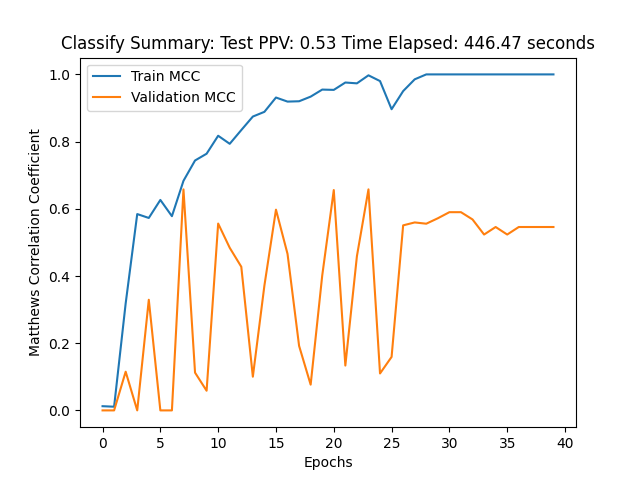 Classify Summary: Test PPV: 0.53 Time Elapsed: 446.47 seconds
Train MCC
Validation MCC
1.0
0.8
0.6
0.4
0.2
0.0
Matthews Correlation Coefficient
0 5 10 15 20 25 30 35 40
Epochs